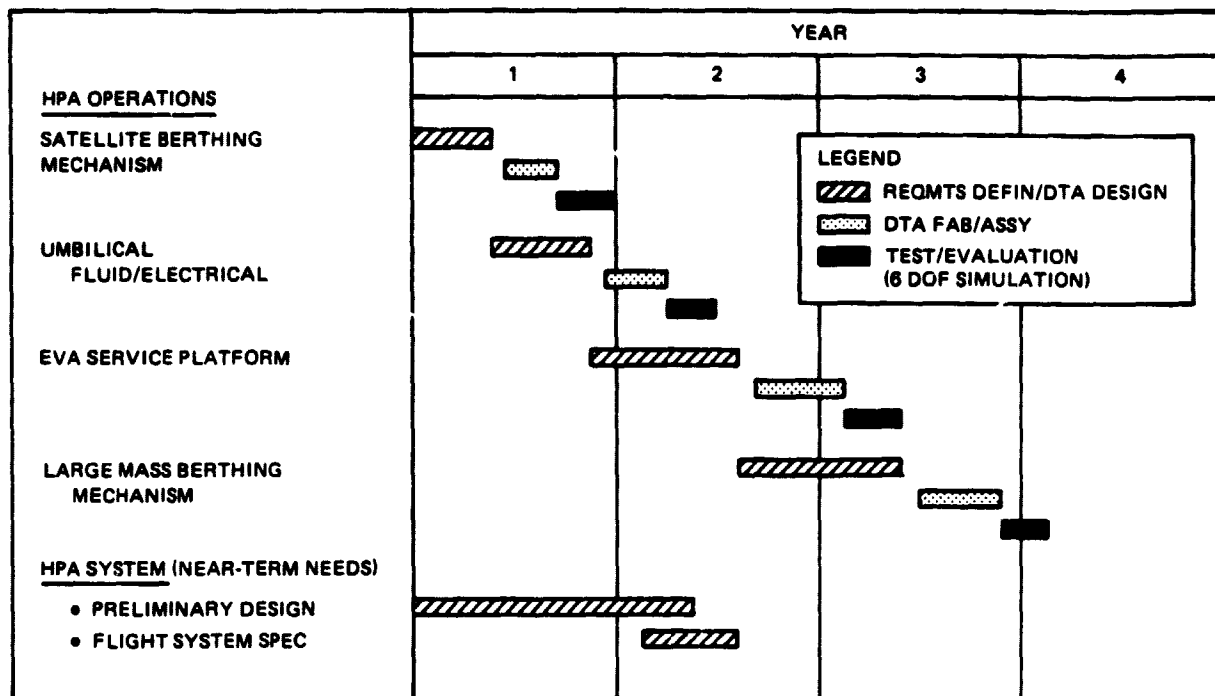 YEAR
1 2 3 4
HPA OPERATIONS
SATELLITE BERTHING
MECHANISM
UMBILICAL
FLUID/ELECTRICAL
EVA SERVICE PLATFORM
LARGE MASS BERTHING
MECHANISM
HPA SYSTEM (NEAR-TERM NEEDS)
• PRELIMINARY DESIGN
• FLIGHT SYSTEM SPEC
LEGEND
REQMTS DEFIN/DTA DESIGN
DTA FAB/ASSY
TEST/EVALUATION
(6 DOF SIMULATION)